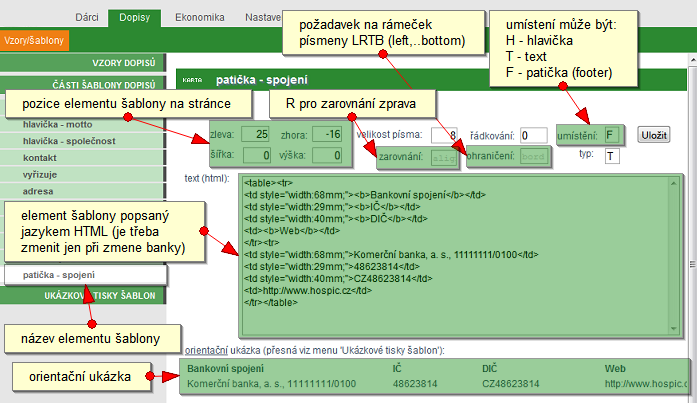 Dárci
Dopisy
Ekonomika
Nastave
Vzory/šablony
požadavek na rámeček
písmeny LRTB (left,..bottom)
umístení může být:
H - hlavička
T - text
F - patička (footer)
VZORY DOPISŮ
ČÁSTI ŠABLONY DOPISŮ
KARTA patička - spojení
pozice elementu šablony na stránce
R pro zarovnání zprava
hlavička - motto
hlavička - společnost
kontakt
vyřizuje
adresa
zleva: 25 zhora: -16 velikost písma: 8 řádkování: 0 umístění: F Uložit
šířka: 0 výška: 0 zarovnání: alig ohraničení: bord typ: T
text (html):
<table><tr>
<td style="width:68mm;"><b>Bankovní spojení</b></td>
<td style="width:29mm;"><b>IČ</b></td>
<td style="width:40mm;"><b>DIČ</b></td>
<td><b>Web</b></td>
</tr><tr>
<td style="width:68mm;">Komerční banka, a. s., 11111111/0100</td>
<td style="width:29mm;">48623814</td>
<td style="width:40mm;">CZ48623814</td>
<td>http://www.hospic.cz</td>
</tr></table>
element šablony popsaný
jazykem HTML (je třeba
zmenit jen při zmene banky)
patička - spojení
UKÁZKOVÉ TISKY ŠABLON
název elementu šablony
orientační ukázka (přesná viz menu 'Ukázkové tisky šablon'):
orientační ukázka
Bankovní spojení IČ DIČ Web
Komerční banka, a. s., 11111111/0100 48623814 CZ48623814 http://www.hospic.c